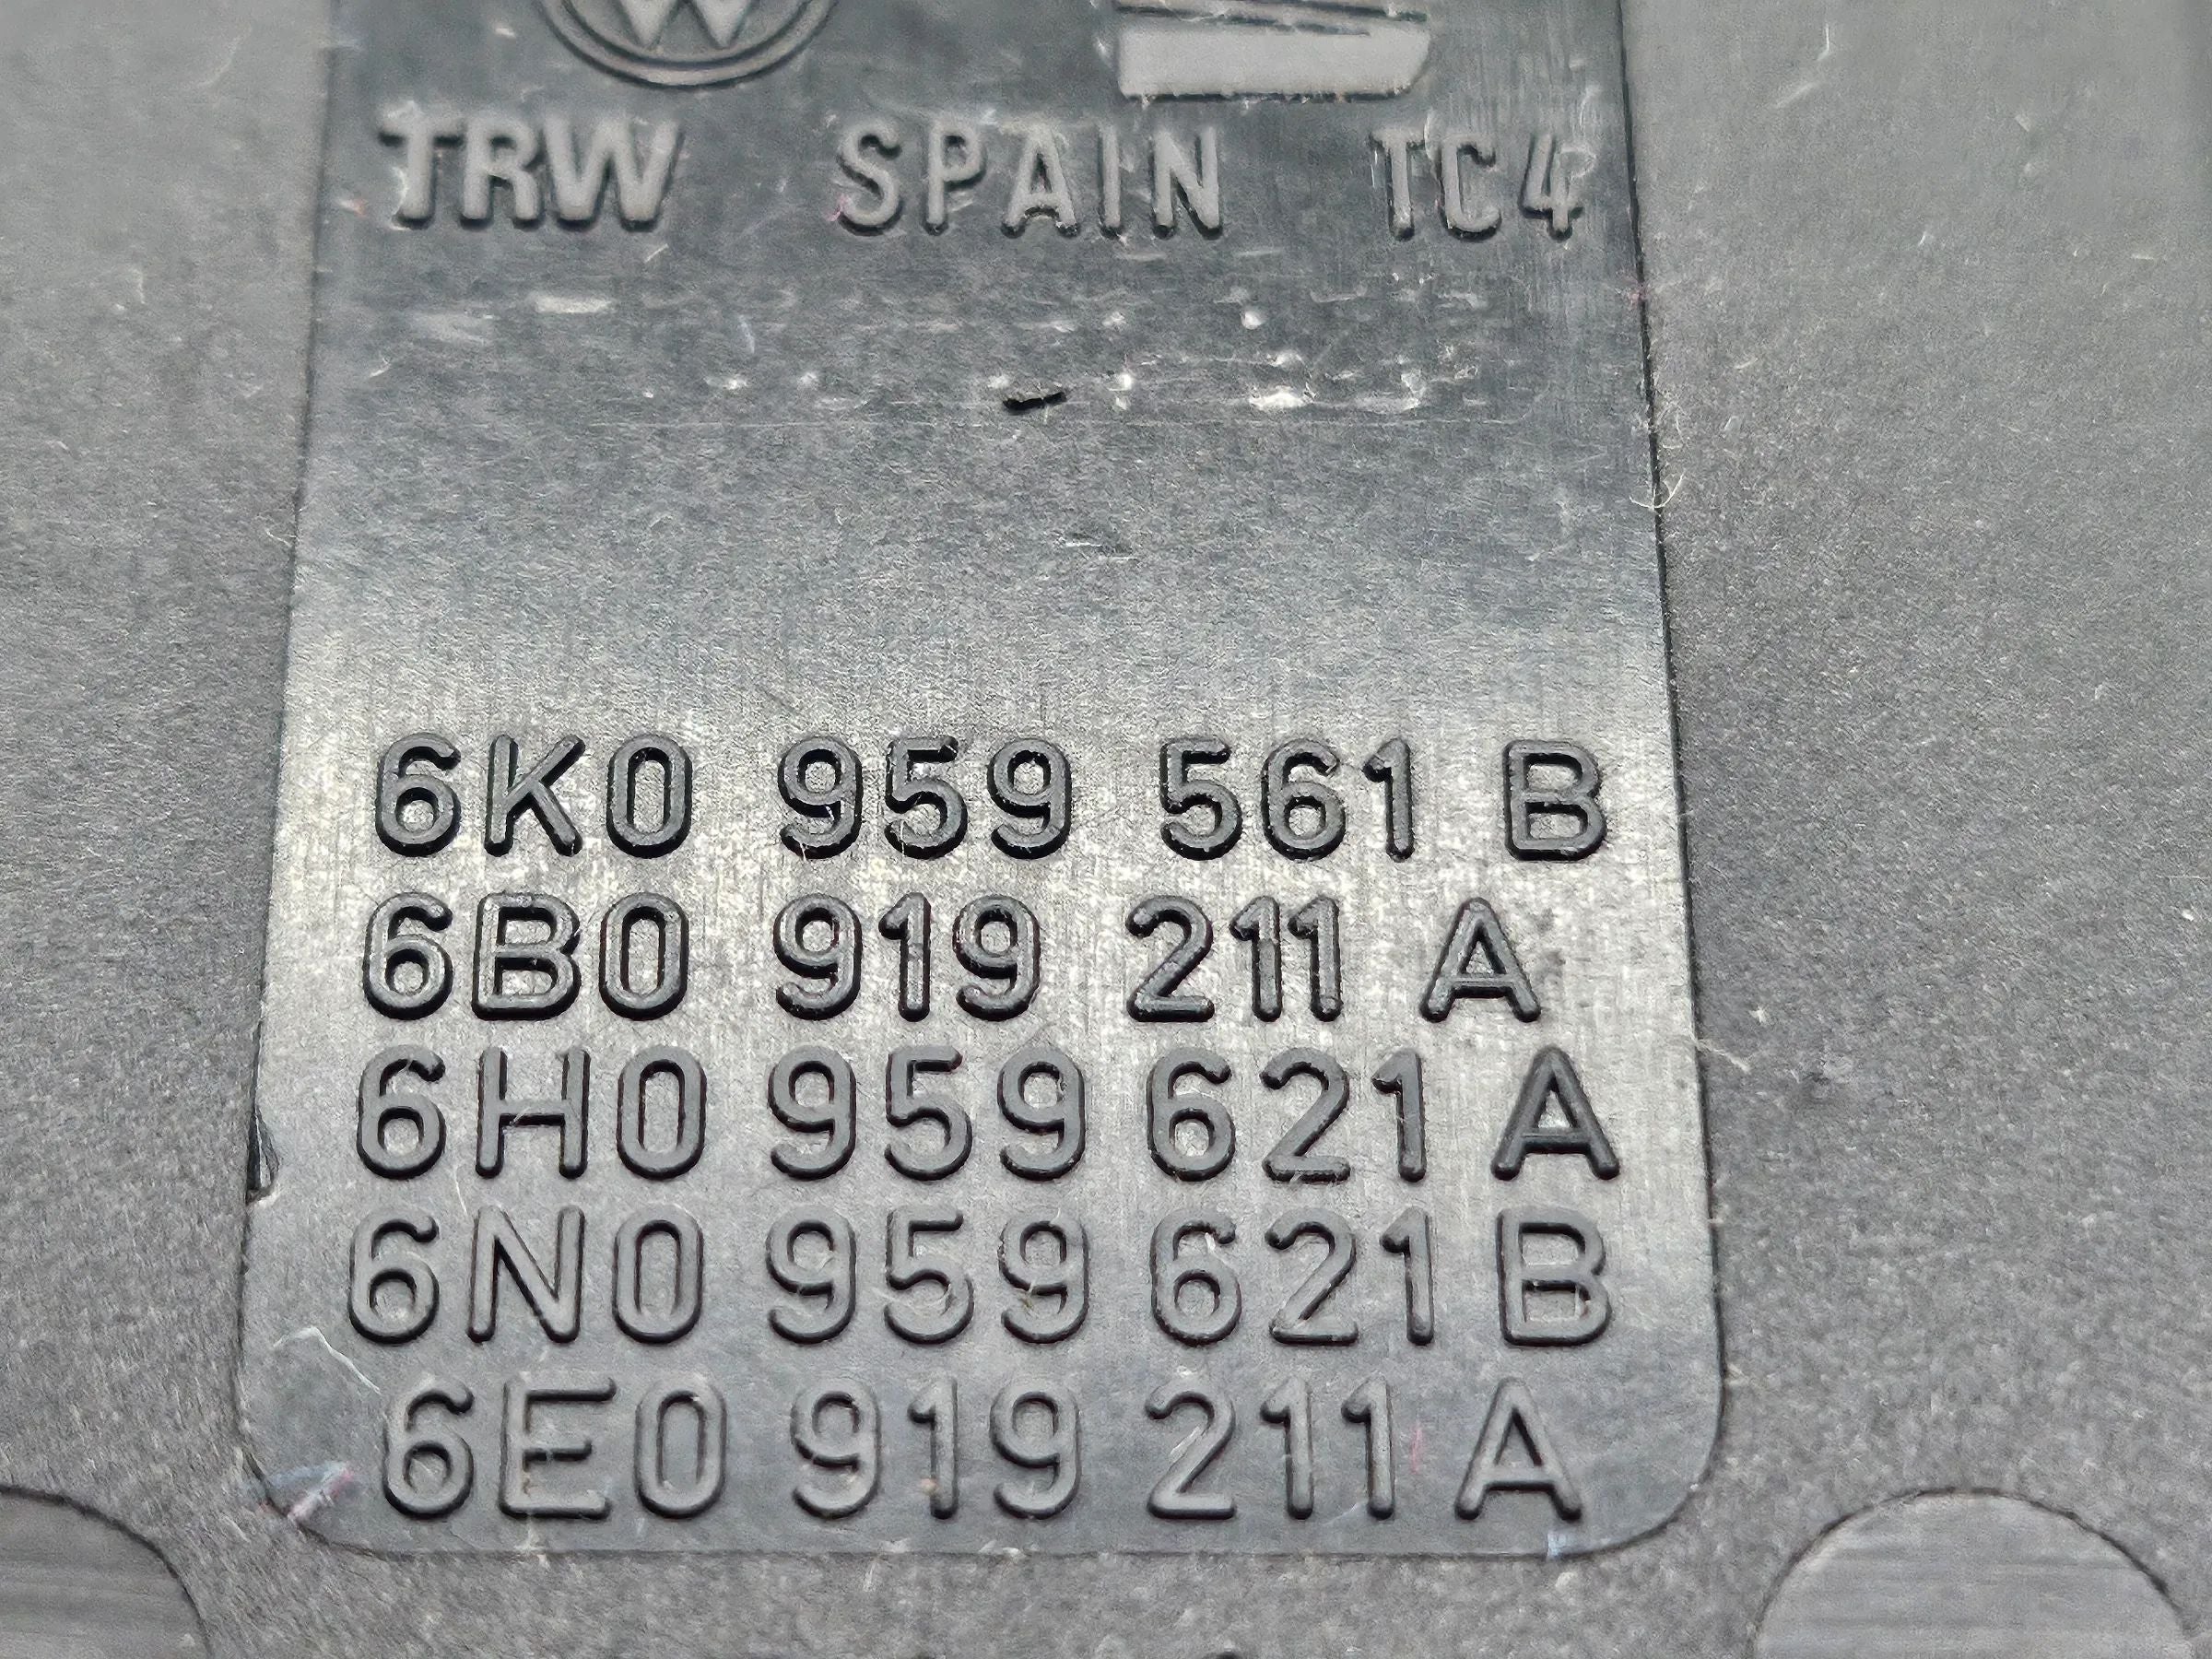 W
TRW SPAIN TC4
6K0 959 561 B
6B0 919 211 A
6H0 959 621 A
6N0 959 621 B
6E0 919 211 A